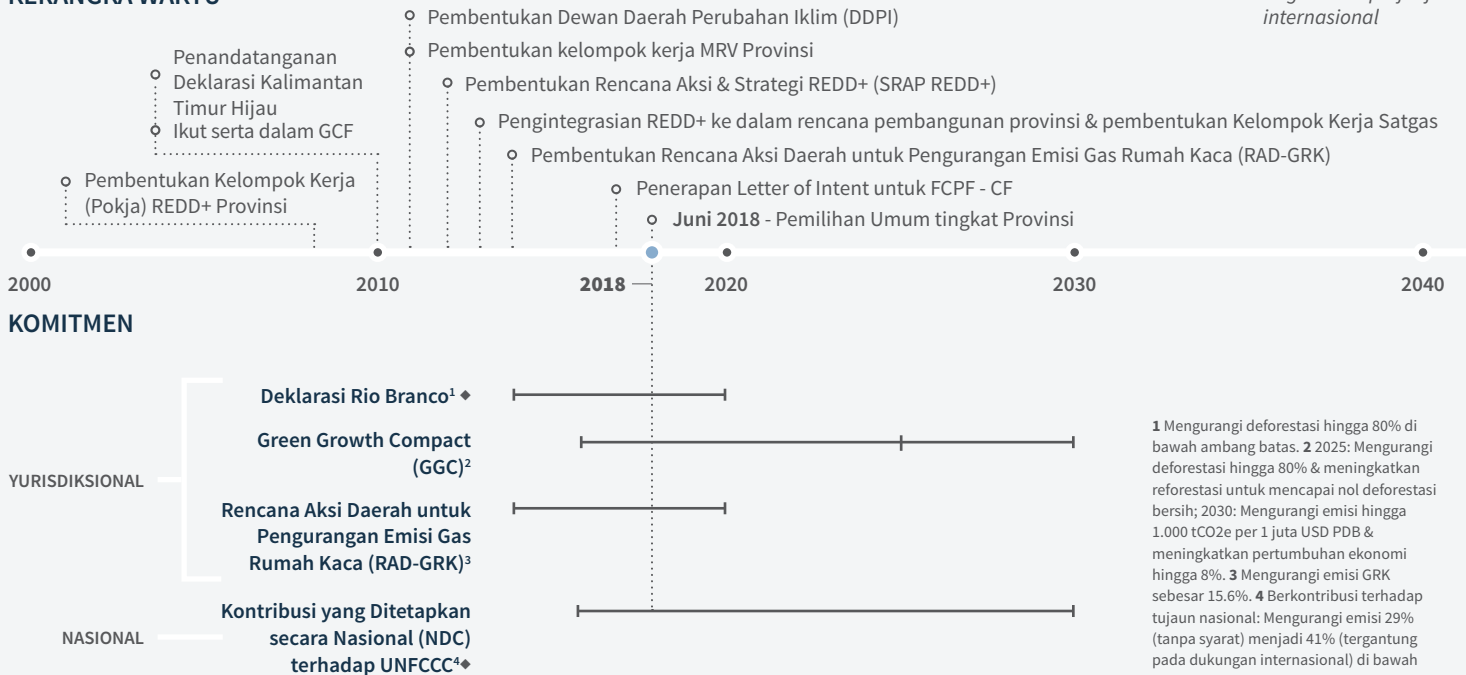 KERANGKA WAKTU
internasional
Pembentukan Dewan Daerah Perubahan Iklim (DDPI)
Pembentukan kelompok kerja MRV Provinsi
Penandatanganan
Deklarasi Kalimantan
Timur Hijau
Ikut serta dalam GCF
Pembentukan Rencana Aksi & Strategi REDD+ (SRAP REDD+)
Pengintegrasian REDD+ ke dalam rencana pembangunan provinsi & pembentukan Kelompok Kerja Satgas
Pembentukan Rencana Aksi Daerah untuk Pengurangan Emisi Gas Rumah Kaca (RAD-GRK)
Pembentukan Kelompok Kerja
(Pokja) REDD+ Provinsi
Penerapan Letter of Intent untuk FCPF - CF
Juni 2018 - Pemilihan Umum tingkat Provinsi
2000
2010
2018
2020
2030
2040
KOMITMEN
YURISDIKSIONAL
Deklarasi Rio Branco¹ ◆
Green Growth Compact
(GGC)²
Rencana Aksi Daerah untuk
Pengurangan Emisi Gas
Rumah Kaca (RAD-GRK)³
NASIONAL
Kontribusi yang Ditetapkan
secara Nasional (NDC)
terhadap UNFCCC⁴◆
1 Mengurangi deforestasi hingga 80% di
bawah ambang batas. 2 2025: Mengurangi
deforestasi hingga 80% & meningkatkan
reforestasi untuk mencapai nol deforestasi
bersih; 2030: Mengurangi emisi hingga
1.000 tCO2e per 1 juta USD PDB &
meningkatkan pertumbuhan ekonomi
hingga 8%. 3 Mengurangi emisi GRK
sebesar 15.6%. 4 Berkontribusi terhadap
tujaun nasional: Mengurangi emisi 29%
(tanpa syarat) menjadi 41% (tergantung
pada dukungan internasional) di bawah